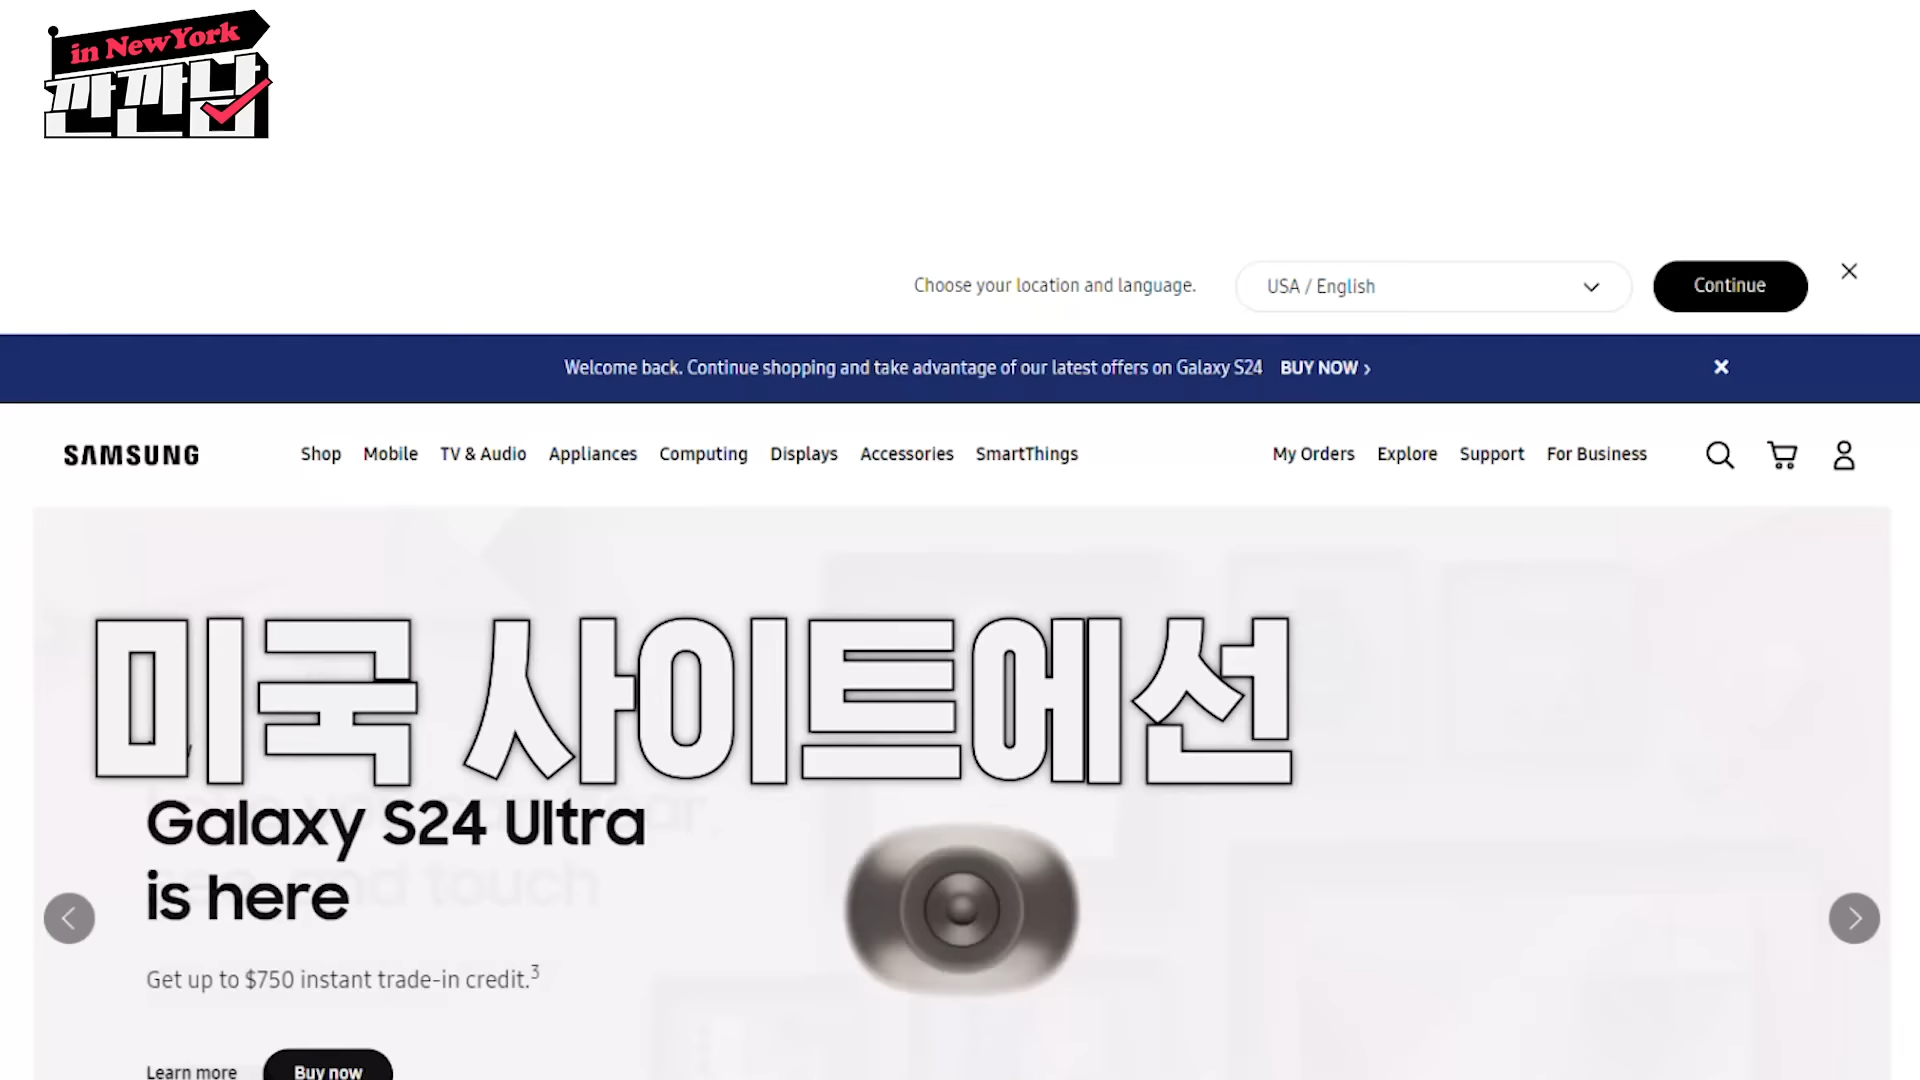 in New York
깐깐남
Choose your location and language.
USA / English
Continue
Welcome back. Continue shopping and take advantage of our latest offers on Galaxy S24 BUY NOW ›
SAMSUNG
Shop Mobile TV & Audio Appliances Computing Displays Accessories SmartThings My Orders Explore Support For Business
미국 사이트에선
Galaxy S24 Ultra
is here
Get up to $750 instant trade-in credit.3
Learn more Buy now